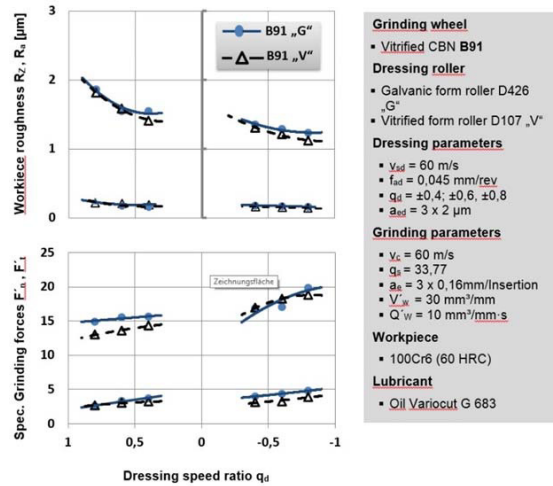 Workiece roughness Rz , Ra [µm]
3
2
1
0
B91 „G“
B91 „V“
Spec. Grinding forces F´n , F´t
25
20
15
10
5
0
Zeichnungsfläche
1
0,5
0
-0,5
-1
Dressing speed ratio qd
Grinding wheel
▪ Vitrified CBN B91
Dressing roller
▪ Galvanic form roller D426
„G“
▪ Vitrified form roller D107 „V“
Dressing parameters
▪ vsd = 60 m/s
▪ fad = 0,045 mm/rev
▪ qd = ±0,4; ±0,6, ±0,8
▪ aed = 3 x 2 µm
Grinding parameters
▪ vc = 60 m/s
▪ qs = 33,77
▪ ae = 3 x 0,16mm/Insertion
▪ V´w = 30 mm³/mm
▪ Q´w = 10 mm³/mm·s
Workpiece
▪ 100Cr6 (60 HRC)
Lubricant
▪ Oil Variocut G 683